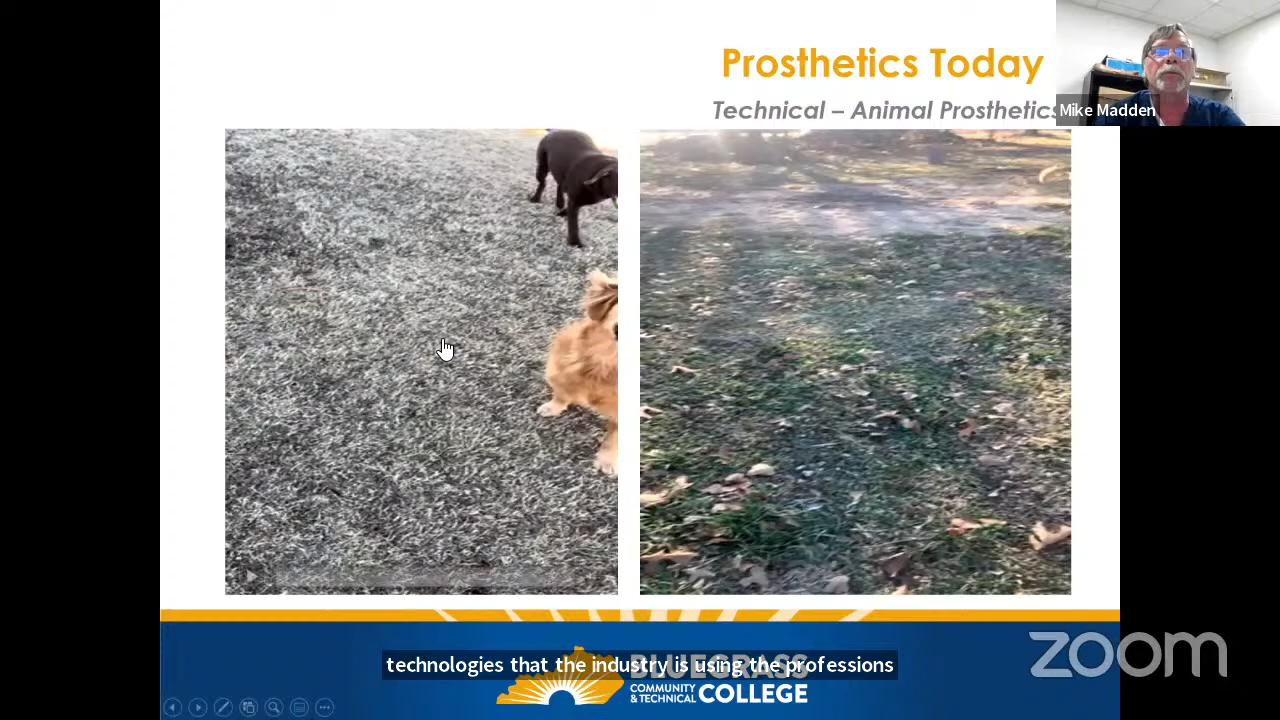 Prosthetics Today
Technical – Animal Prosthetics
Mike Madden
technologies that the industry is using the professions
BLUEGRASS
COMMUNITY
& TECHNICAL COLLEGE
zoom